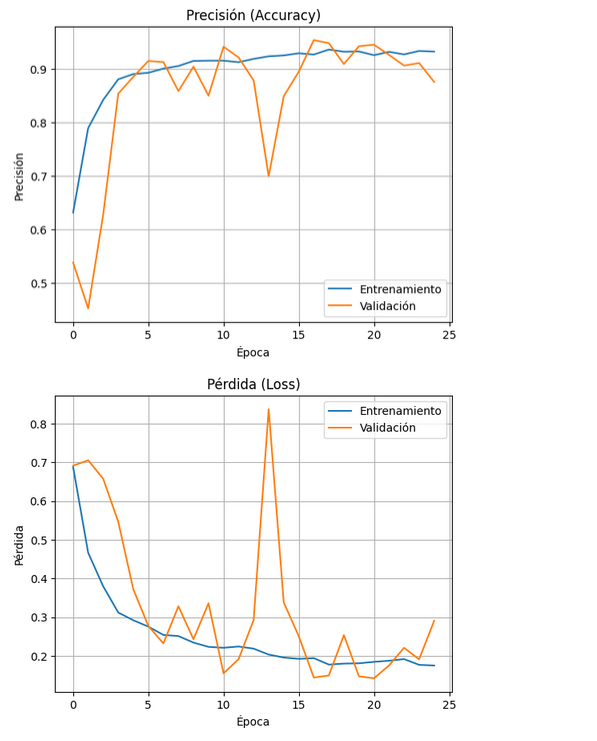 Precisión (Accuracy)
0.9
0.8
0.7
0.6
0.5
Precisión
Entrenamiento
Validación
0 5 10 15 20 25
Época
Pérdida (Loss)
0.8
0.7
0.6
0.5
0.4
0.3
0.2
Pérdida
Entrenamiento
Validación
0 5 10 15 20 25
Época